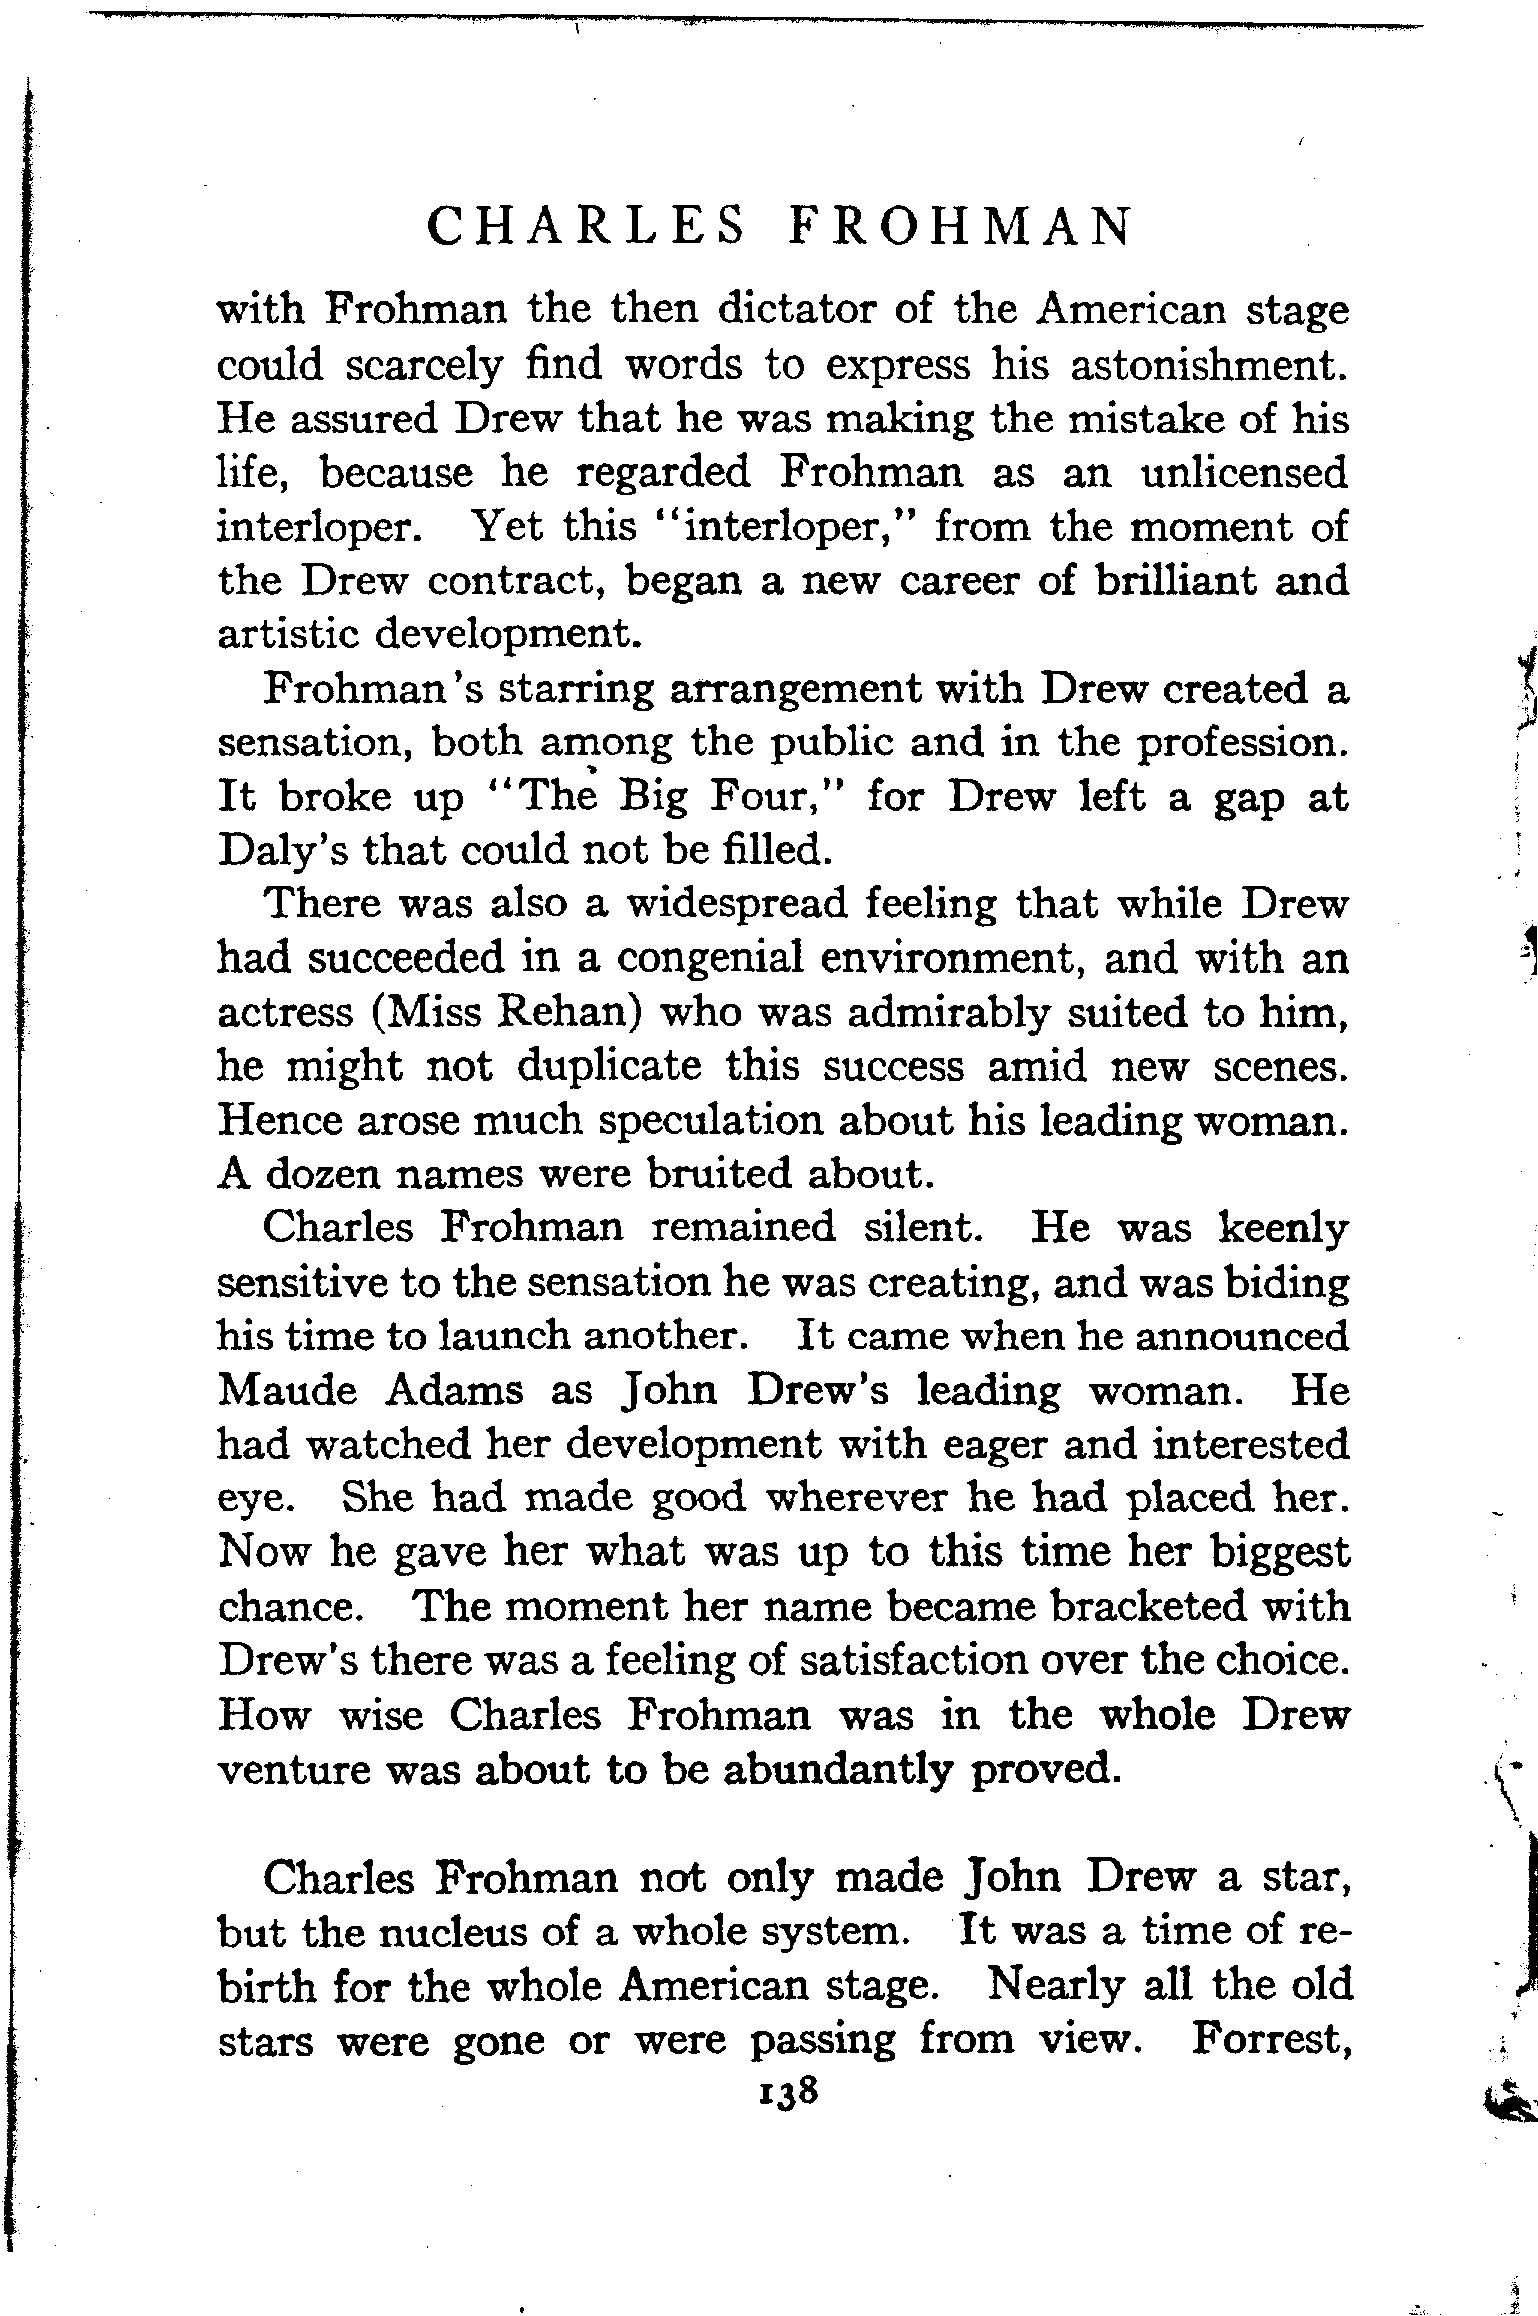 CHARLES FROHMAN
with Frohman the then dictator of the American stage
could scarcely find words to express his astonishment.
He assured Drew that he was making the mistake of his
life, because he regarded Frohman as an unlicensed
interloper. Yet this "interloper," from the moment of
the Drew contract, began a new career of brilliant and
artistic development.
Frohman's starring arrangement with Drew created a
sensation, both among the public and in the profession.
It broke up "The Big Four," for Drew left a gap at
Daly's that could not be filled.
There was also a widespread feeling that while Drew
had succeeded in a congenial environment, and with an
actress (Miss Rehan) who was admirably suited to him,
he might not duplicate this success amid new scenes.
Hence arose much speculation about his leading woman.
A dozen names were bruited about.
Charles Frohman remained silent. He was keenly
sensitive to the sensation he was creating, and was biding
his time to launch another. It came when he announced
Maude Adams as John Drew's leading woman. He
had watched her development with eager and interested
eye. She had made good wherever he had placed her.
Now he gave her what was up to this time her biggest
chance. The moment her name became bracketed with
Drew's there was a feeling of satisfaction over the choice.
How wise Charles Frohman was in the whole Drew
venture was about to be abundantly proved.
Charles Frohman not only made John Drew a star,
but the nucleus of a whole system. It was a time of re-
birth for the whole American stage. Nearly all the old
stars were gone or were passing from view. Forrest,
138